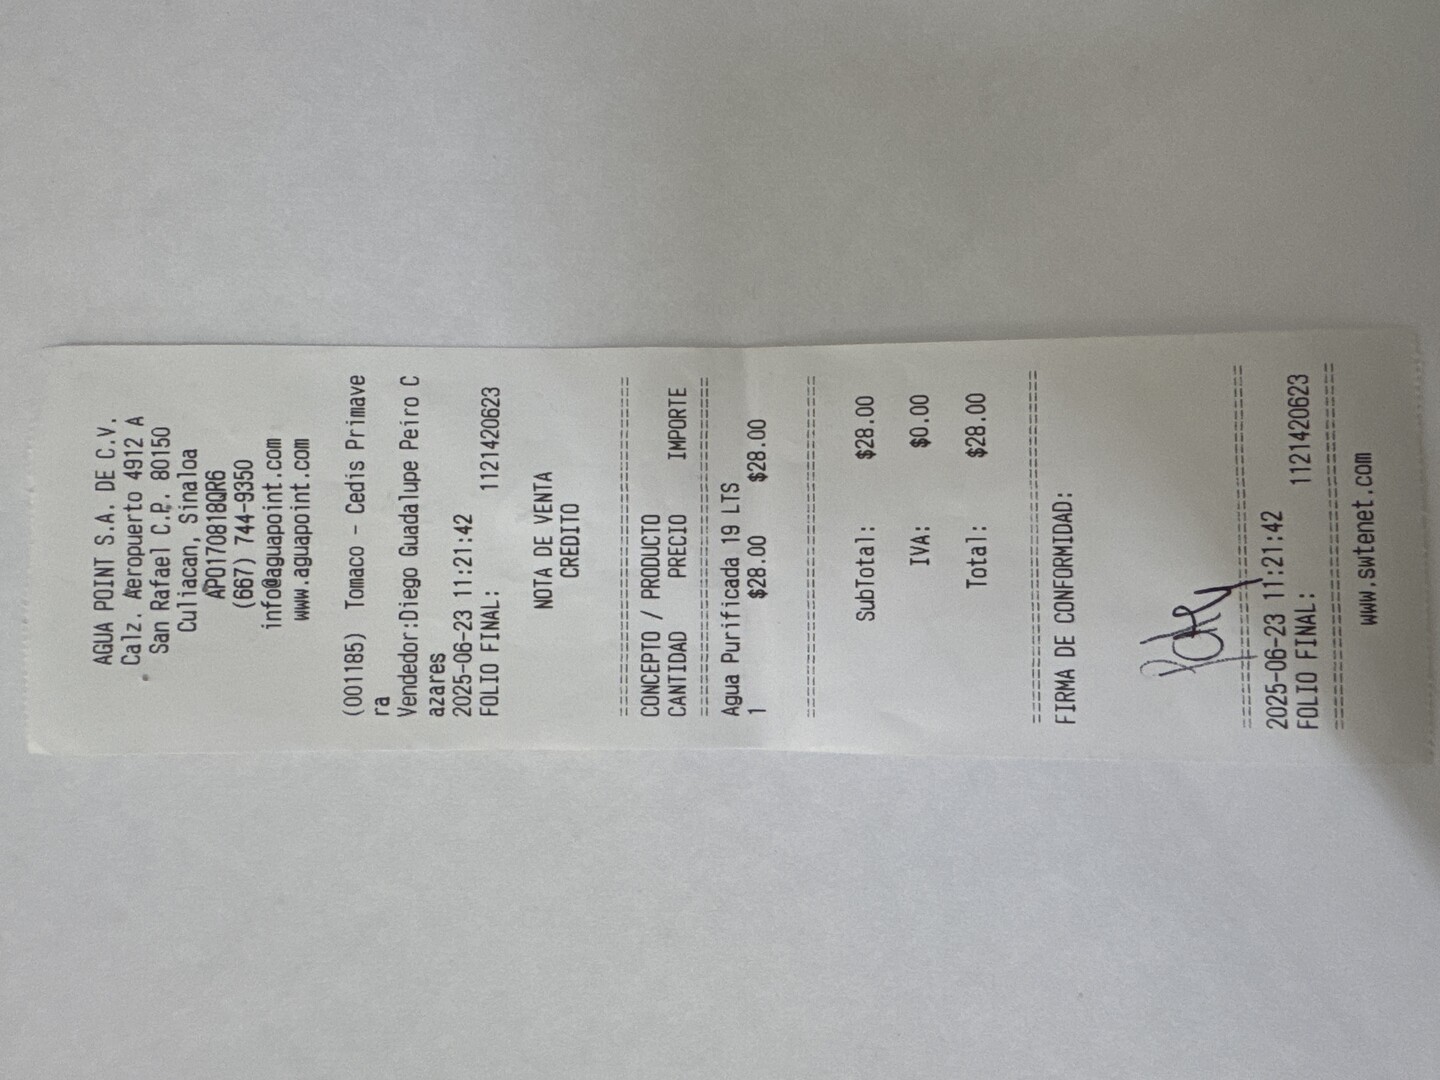 AGUA POINT S.A. DE C.V.
Calz. Aeropuerto 4912 A
San Rafael C.P. 80150
Culiacan, Sinaloa
APO170818QR6
(667) 744-9350
info@aguapoint.com
www.aguapoint.com
(001185) Tomaco - Cedis Primave
ra
Vendedor:Diego Guadalupe Peiro C
azares
2025-06-23 11:21:42
FOLIO FINAL: 1121420623
NOTA DE VENTA
CREDITO
================================
CONCEPTO / PRODUCTO
CANTIDAD PRECIO IMPORTE
================================
Agua Purificada 19 LTS
1 $28.00 $28.00
================================
SubTotal: $28.00
IVA: $0.00
Total: $28.00
================================
FIRMA DE CONFORMIDAD:
================================
2025-06-23 11:21:42
FOLIO FINAL: 1121420623
================================
www.swtenet.com